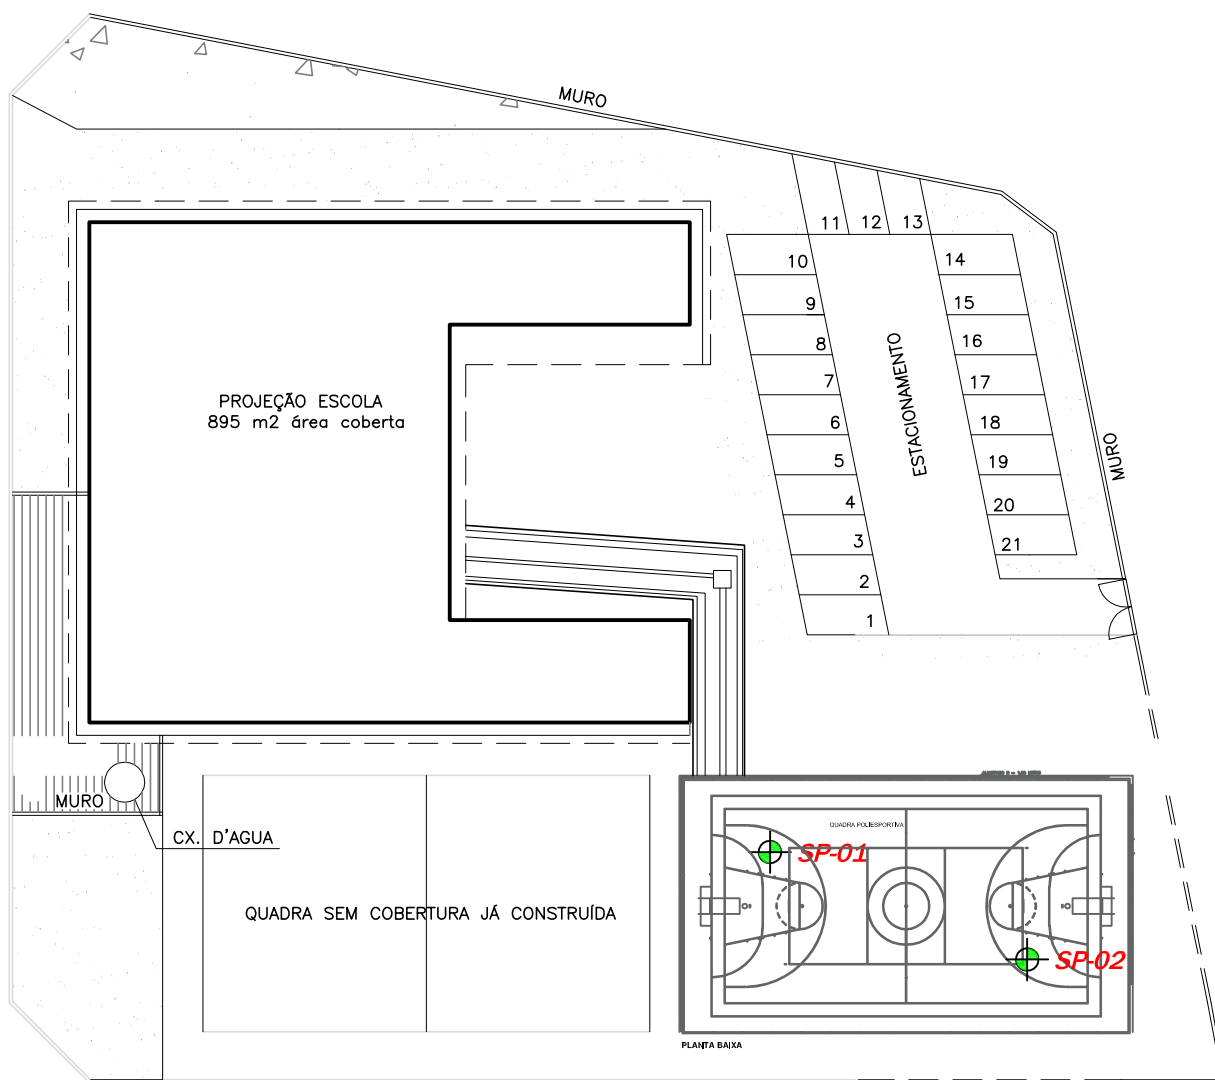 MURO
11
12
13
10
14
9
15
8
16
7
17
6
18
5
19
4
20
3
21
2
1
ESTACIONAMENTO
MURO
PROJEÇÃO ESCOLA
895 m2 área coberta
MURO
CX. D'AGUA
QUADRA SEM COBERTURA JÁ CONSTRUÍDA
QUADRA POLIESPORTIVA
SP-01
SP-02
PLANTA BAIXA